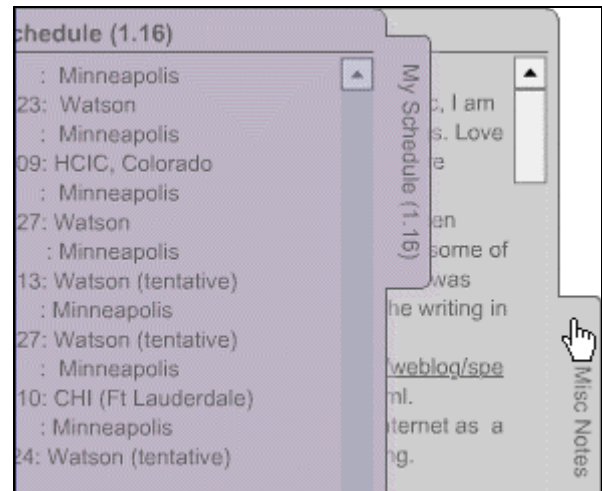 chedule (1.16)
: Minneapolis
23: Watson
: Minneapolis
09: HCIC, Colorado
: Minneapolis
27: Watson
: Minneapolis
13: Watson (tentative)
: Minneapolis
27: Watson (tentative)
: Minneapolis
10: CHI (Ft Lauderdale)
: Minneapolis
24: Watson (tentative)
My Schedule (1.16)
c, I am
s. Love
e
en
some of
was
he writing in
/weblog/spe
ml.
ternet as a
ng.
Misc Notes